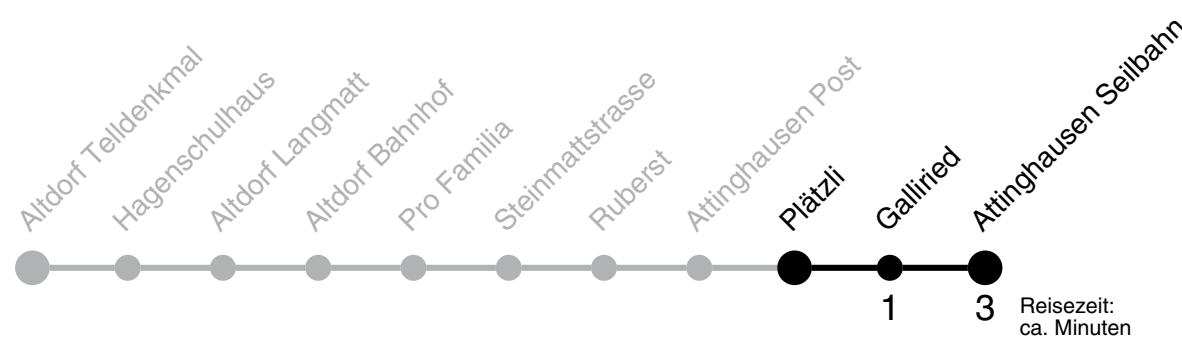 Altdorf Telldenkmal
Hagenschulhaus
Altdorf Langmatt
Altdorf Bahnhof
Pro Familia
Steinmattstrasse
Ruberst
Attinghausen Post
Plätzli
Galliried
Attinghausen Seilbahn
1
3
Reisezeit:
ca. Minuten